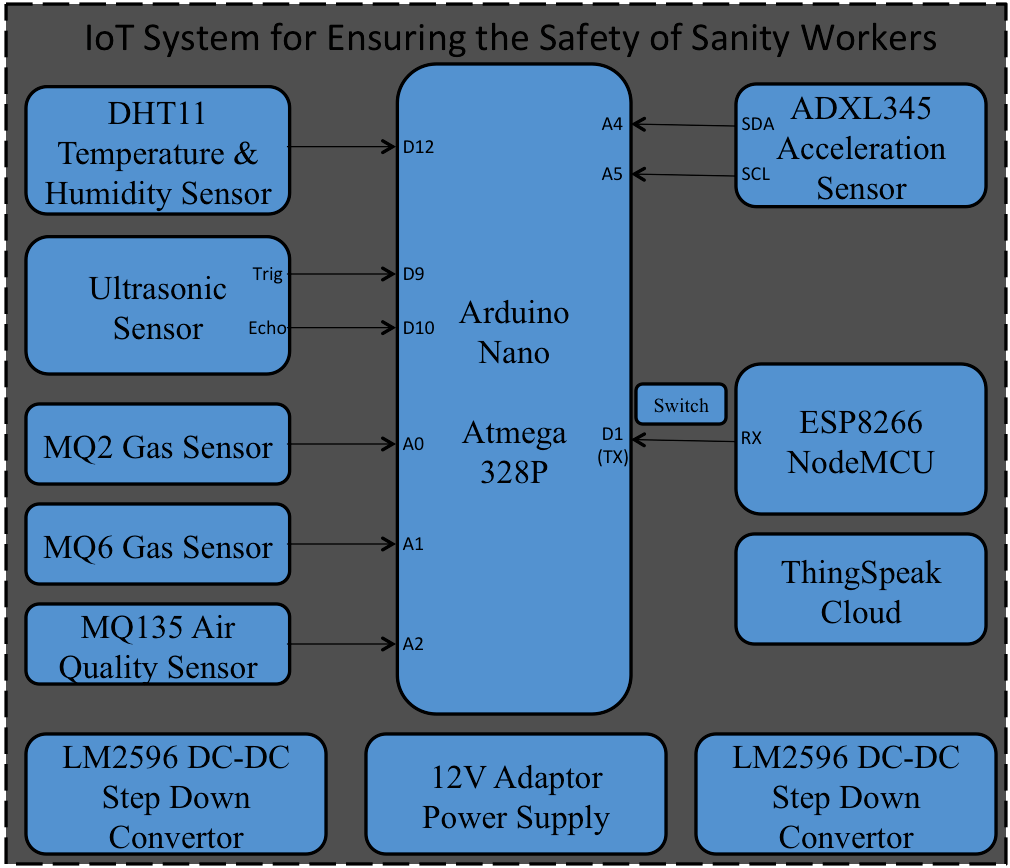 IoT System for Ensuring the Safety of Sanity Workers
DHT11
Temperature &
Humidity Sensor
D12
Ultrasonic
Sensor
Trig
Echo
D9
D10
MQ2 Gas Sensor
A0
MQ6 Gas Sensor
A1
MQ135 Air
Quality Sensor
A2
Arduino
Nano
Atmega
328P
A4
A5
SDA
SCL
ADXL345
Acceleration
Sensor
Switch
D1
(TX)
RX
ESP8266
NodeMCU
ThingSpeak
Cloud
LM2596 DC-DC
Step Down
Convertor
12V Adaptor
Power Supply
LM2596 DC-DC
Step Down
Convertor